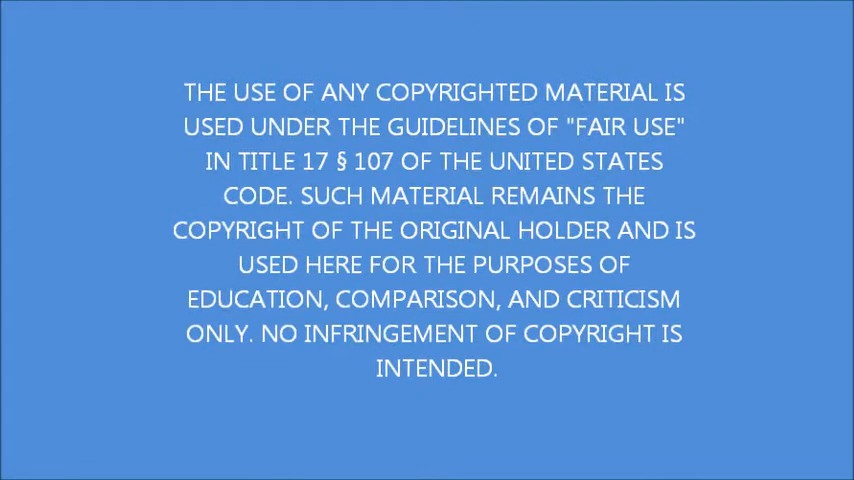 THE USE OF ANY COPYRIGHTED MATERIAL IS
USED UNDER THE GUIDELINES OF "FAIR USE"
IN TITLE 17 § 107 OF THE UNITED STATES
CODE. SUCH MATERIAL REMAINS THE
COPYRIGHT OF THE ORIGINAL HOLDER AND IS
USED HERE FOR THE PURPOSES OF
EDUCATION, COMPARISON, AND CRITICISM
ONLY. NO INFRINGEMENT OF COPYRIGHT IS
INTENDED.